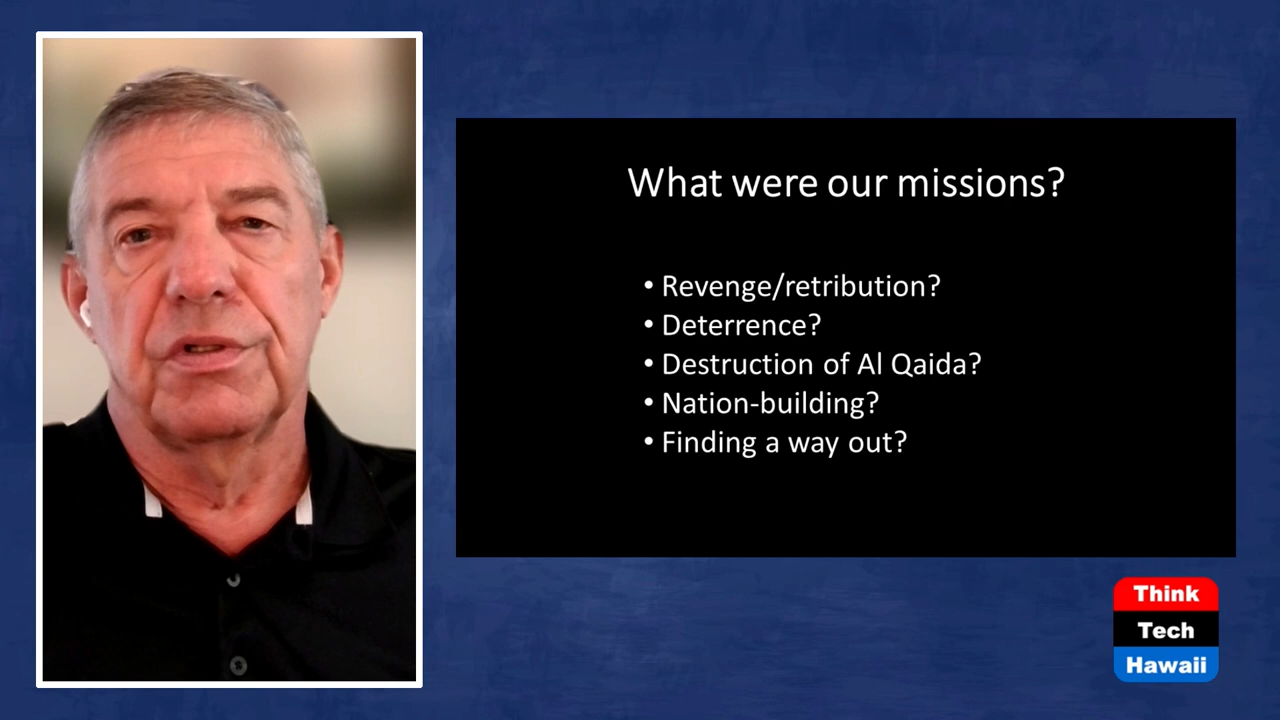 What were our missions?
• Revenge/retribution?
• Deterrence?
• Destruction of Al Qaida?
• Nation-building?
• Finding a way out?
Think
Tech
Hawaii